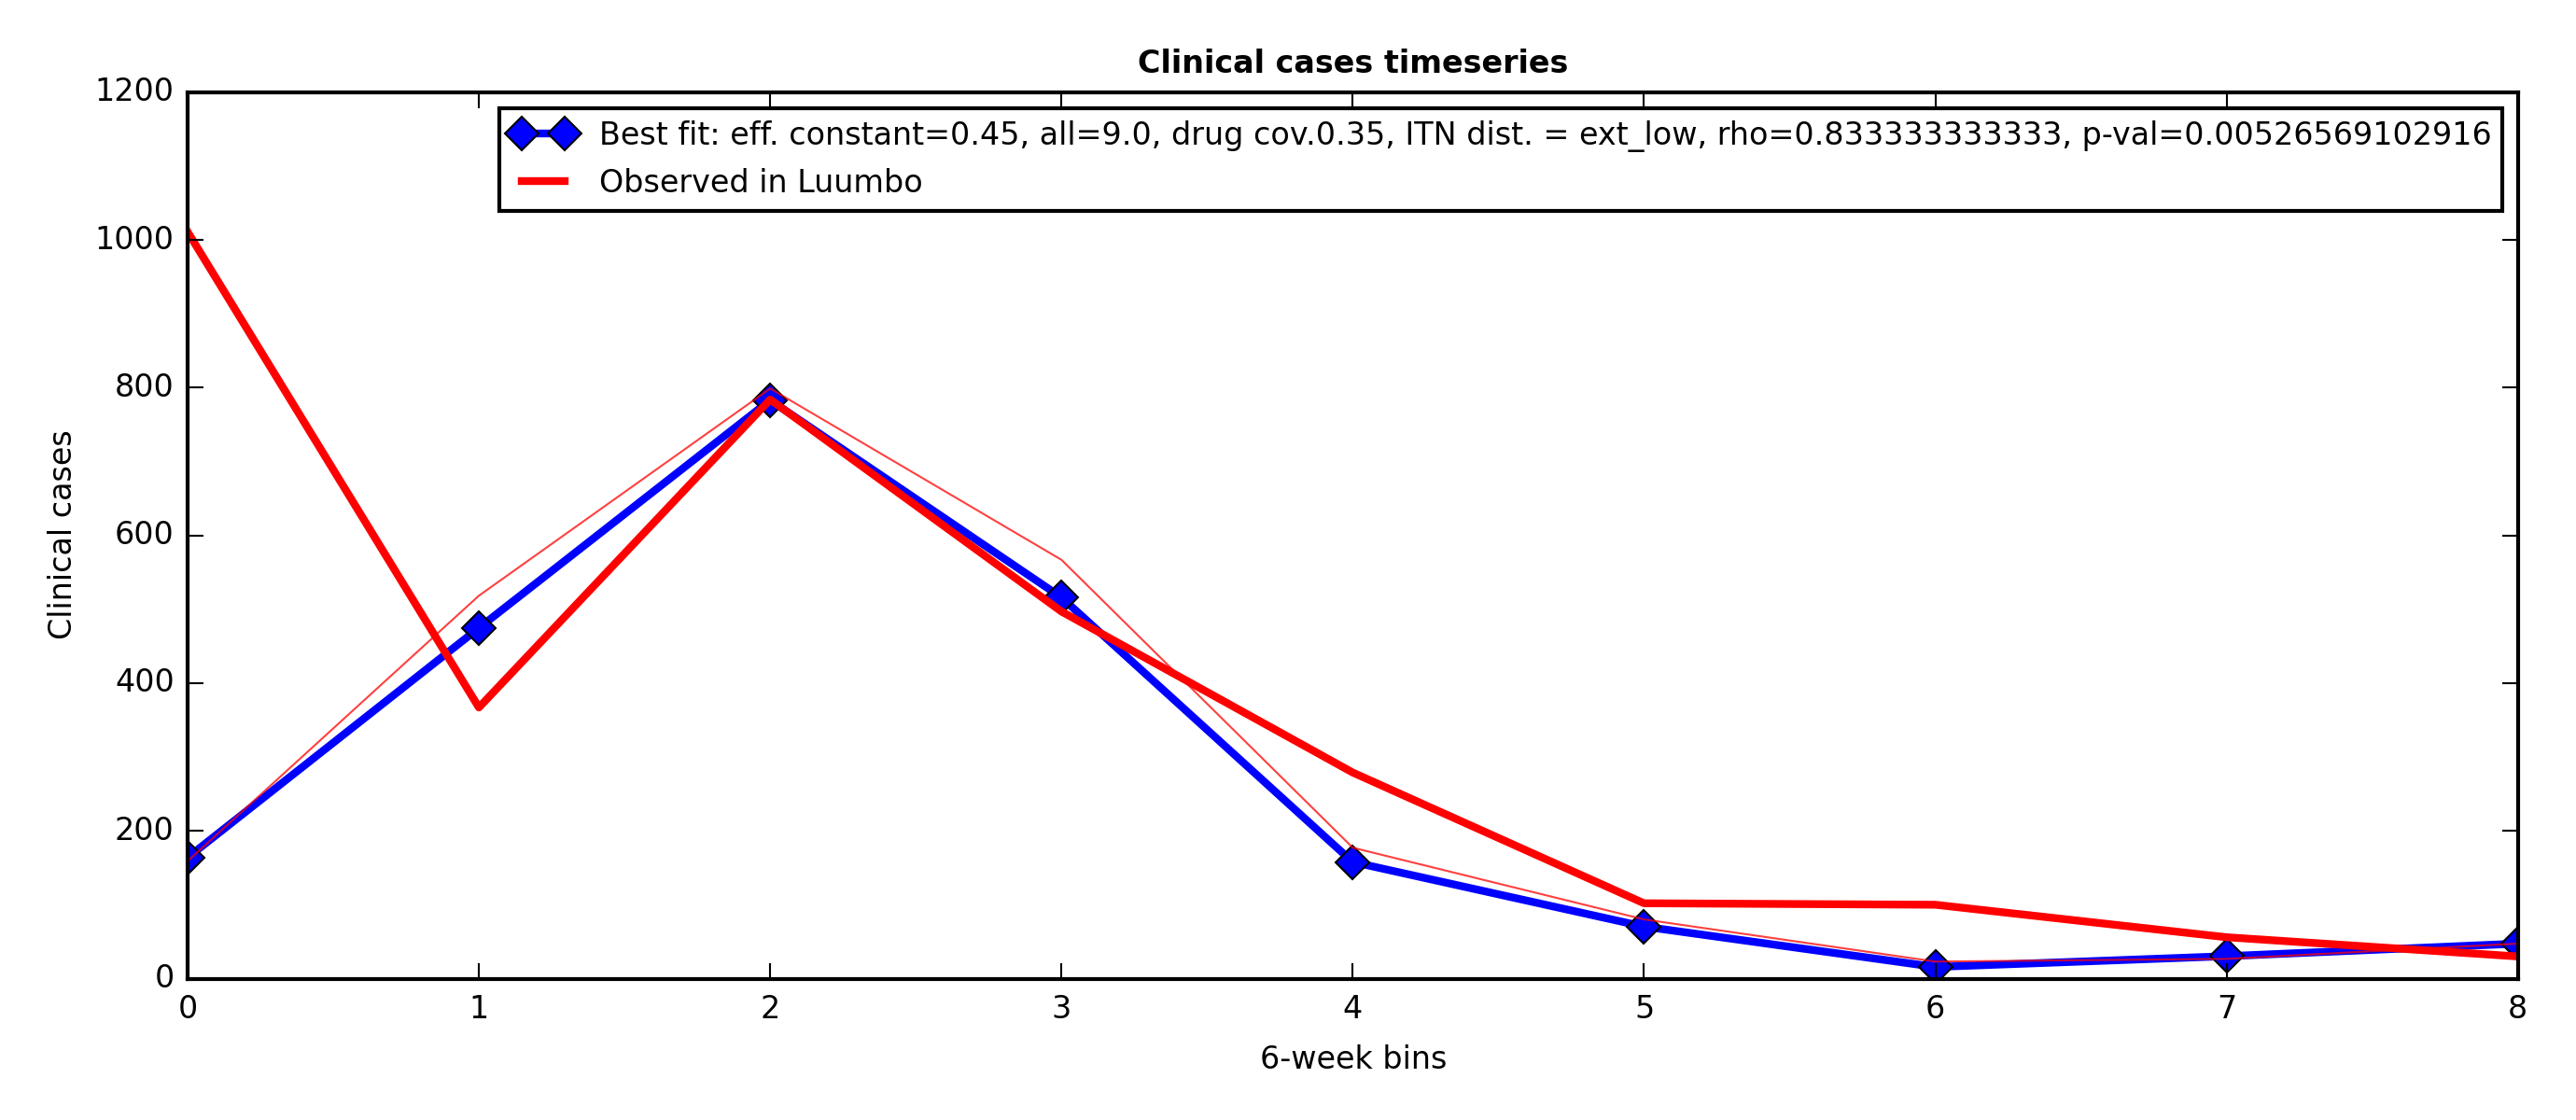 Clinical cases timeseries
1200
1000
800
600
400
200
0
Clinical cases
Best fit: eff. constant=0.45, all=9.0, drug cov.0.35, ITN dist. = ext_low, rho=0.833333333333, p-val=0.00526569102916
Observed in Luumbo
0 1 2 3 4 5 6 7 8
6-week bins